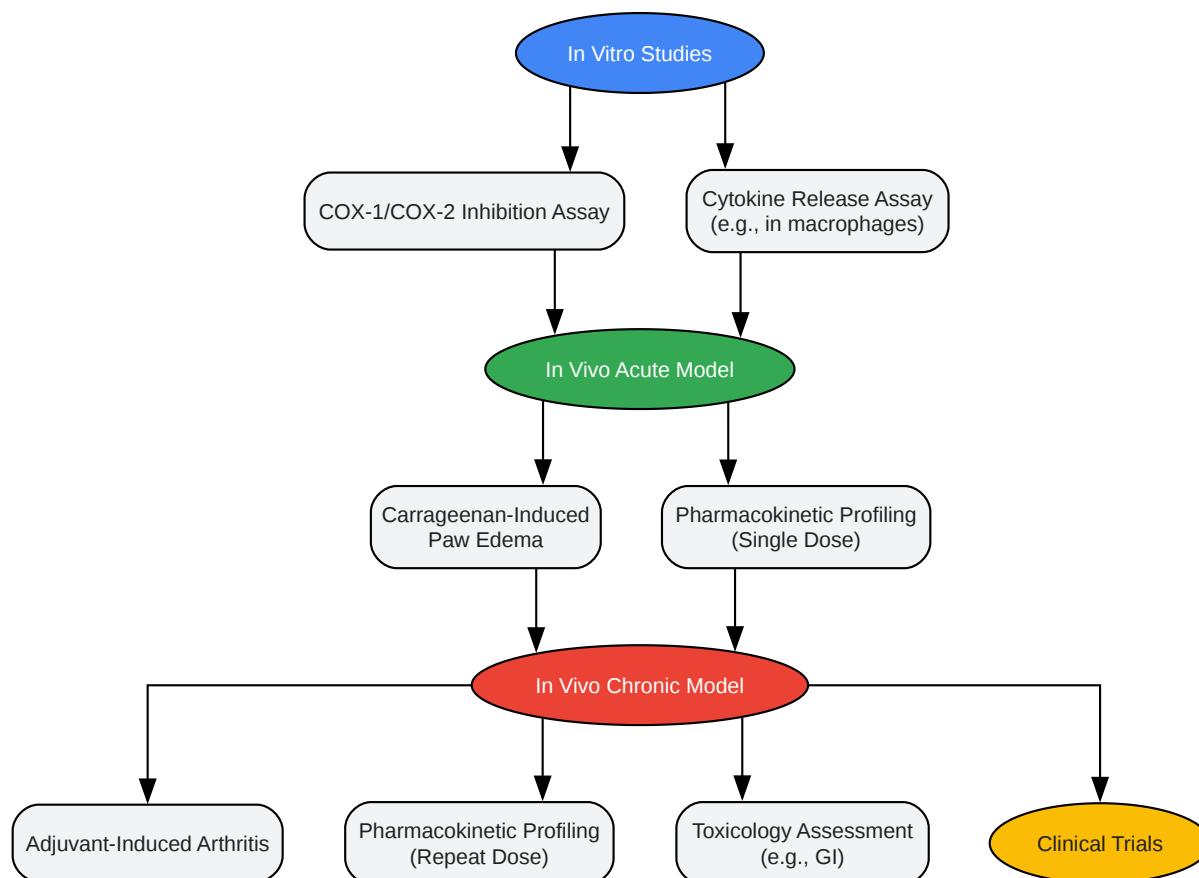 In Vitro Studies
COX-1/COX-2 Inhibition Assay
Cytokine Release Assay
(e.g., in macrophages)
In Vivo Acute Model
Carrageenan-Induced
Paw Edema
Pharmacokinetic Profiling
(Single Dose)
In Vivo Chronic Model
Adjuvant-Induced Arthritis
Pharmacokinetic Profiling
(Repeat Dose)
Toxicology Assessment
(e.g., GI)
Clinical Trials